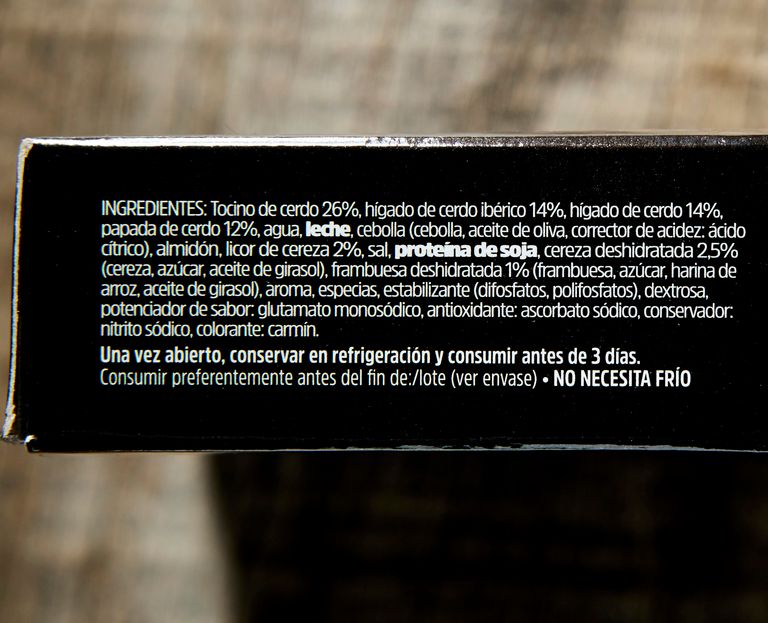 INGREDIENTES: Tocino de cerdo 26%, hígado de cerdo ibérico 14%, hígado de cerdo 14%,
papada de cerdo 12%, agua, leche, cebolla (cebolla, aceite de oliva, corrector de acidez: ácido
cítrico), almidón, licor de cereza 2%, sal, proteína de soja, cereza deshidratada 2,5%
(cereza, azúcar, aceite de girasol), frambuesa deshidratada 1% (frambuesa, azúcar, harina de
arroz, aceite de girasol), aroma, especias, estabilizante (difosfatos, polifosfatos), dextrosa,
potenciador de sabor: glutamato monosódico, antioxidante: ascorbato sódico, conservador:
nitrito sódico, colorante: carmín.
Una vez abierto, conservar en refrigeración y consumir antes de 3 días.
Consumir preferentemente antes del fin de:/lote (ver envase) • NO NECESITA FRÍO